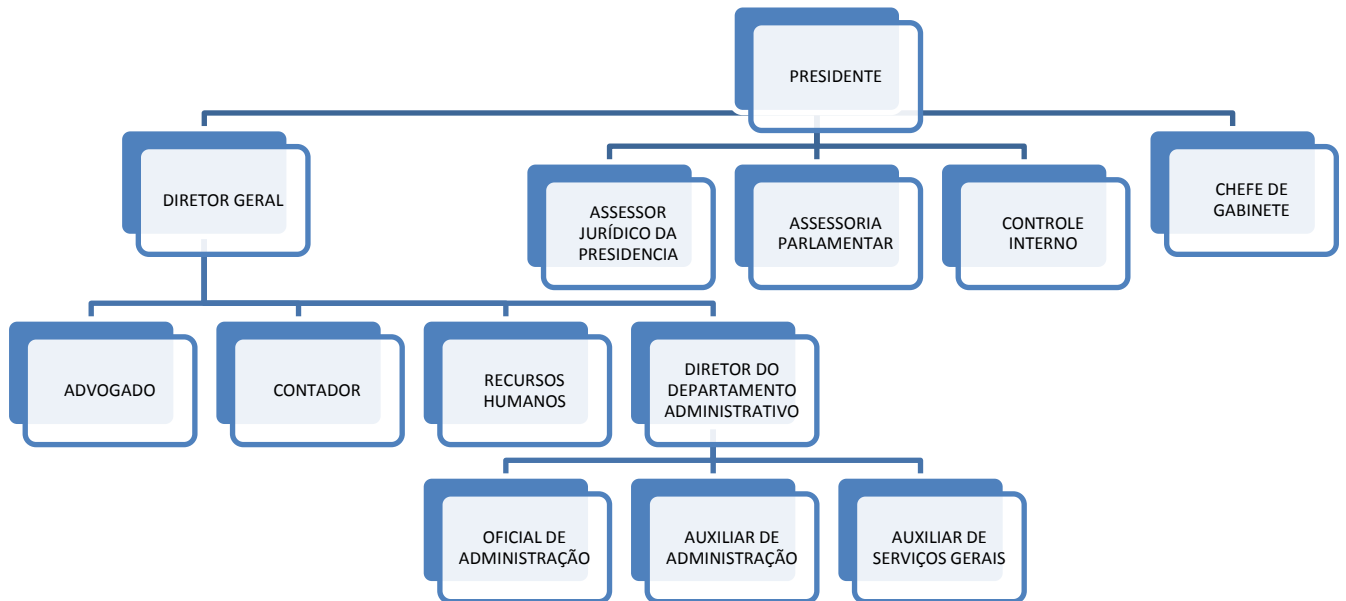 PRESIDENTE
DIRETOR GERAL
ASSESSOR
JURÍDICO DA
PRESIDENCIA
ASSESSORIA
PARLAMENTAR
CONTROLE
INTERNO
CHEFE DE
GABINETE
ADVOGADO
CONTADOR
RECURSOS
HUMANOS
DIRETOR DO
DEPARTAMENTO
ADMINISTRATIVO
OFICIAL DE
ADMINISTRAÇÃO
AUXILIAR DE
ADMINISTRAÇÃO
AUXILIAR DE
SERVIÇOS GERAIS